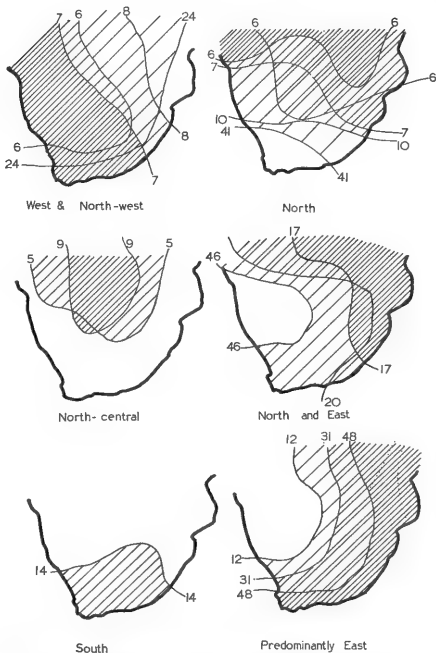 7 6 8 24
6
24
8
7
West & North-west
6 6
6
7
6
10
41
7
10
41
North
5 9 9 5
North-central
17
46
46
17
20
North and East
14
14
South
12 31 48
12
31
48
Predominantly East